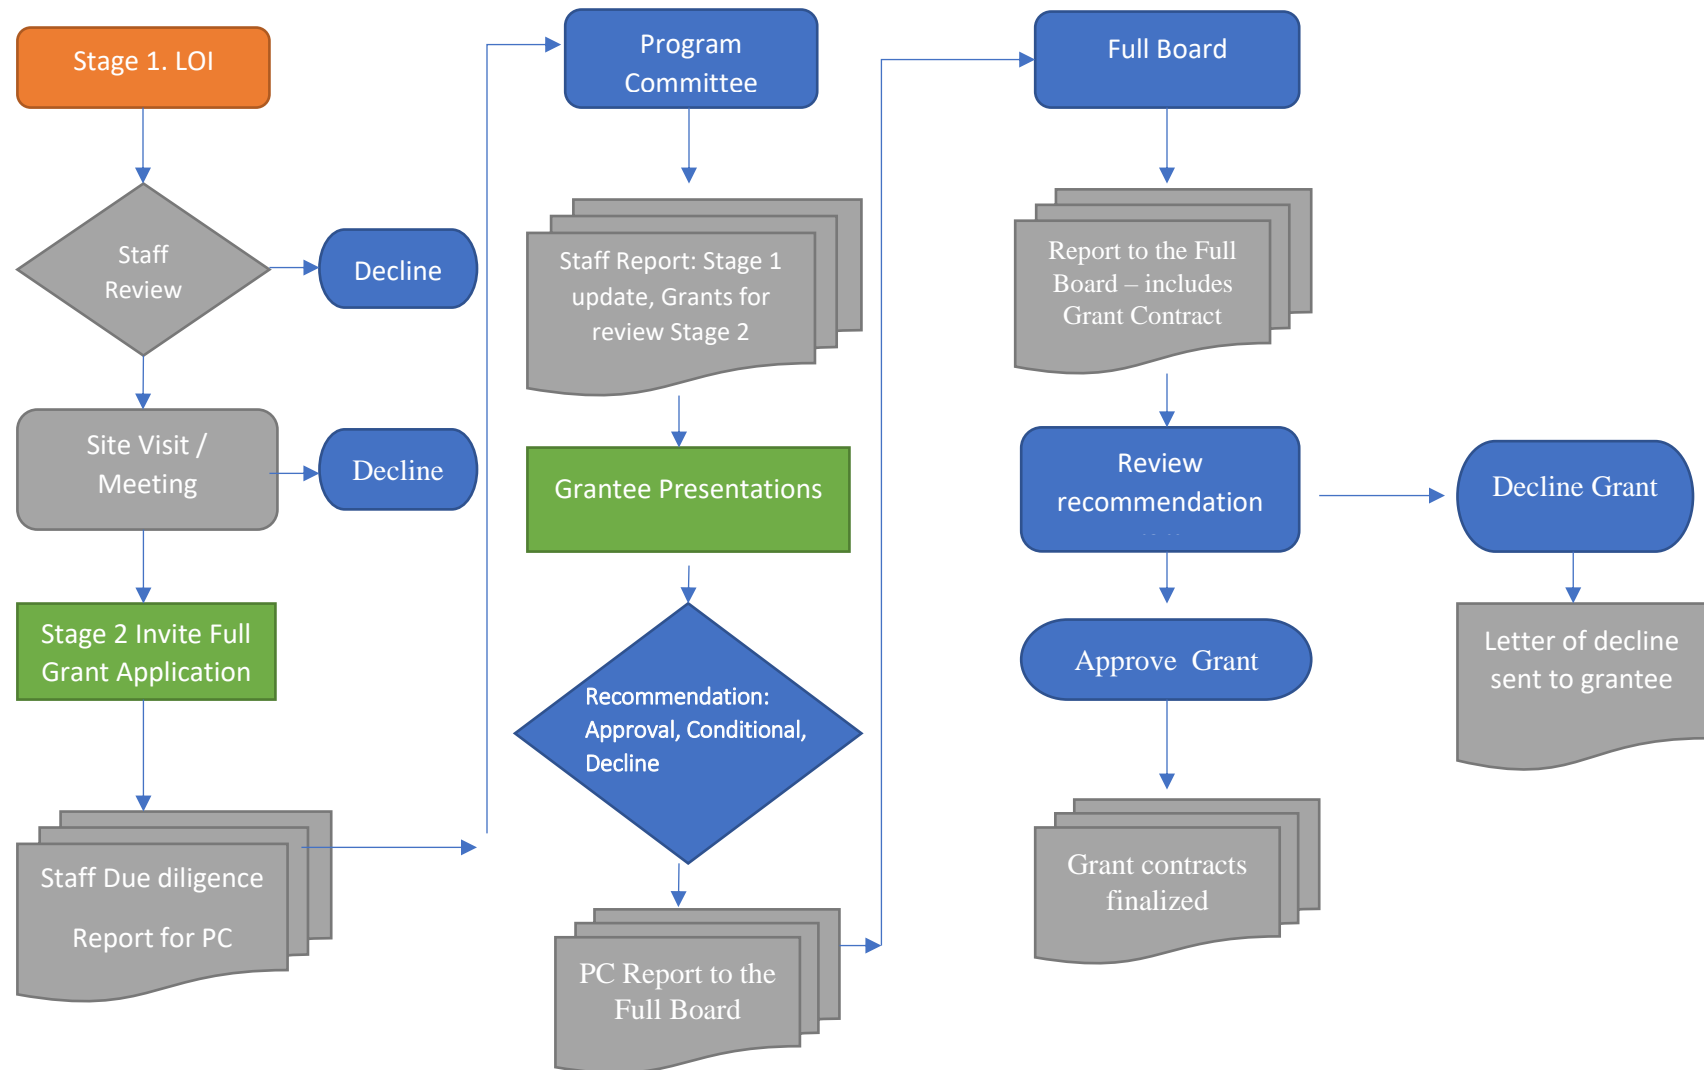 Stage 1. LOI
Staff
Review
Decline
Site Visit /
Meeting
Decline
Stage 2 Invite Full
Grant Application
Staff Due diligence
Report for PC
Program
Committee
Staff Report: Stage 1
update, Grants for
review Stage 2
Grantee Presentations
Recommendation:
Approval, Conditional,
Decline
PC Report to the
Full Board
Full Board
Report to the Full
Board – includes
Grant Contract
Review
recommendation
Decline Grant
Approve Grant
Letter of decline
sent to grantee
Grant contracts
finalized